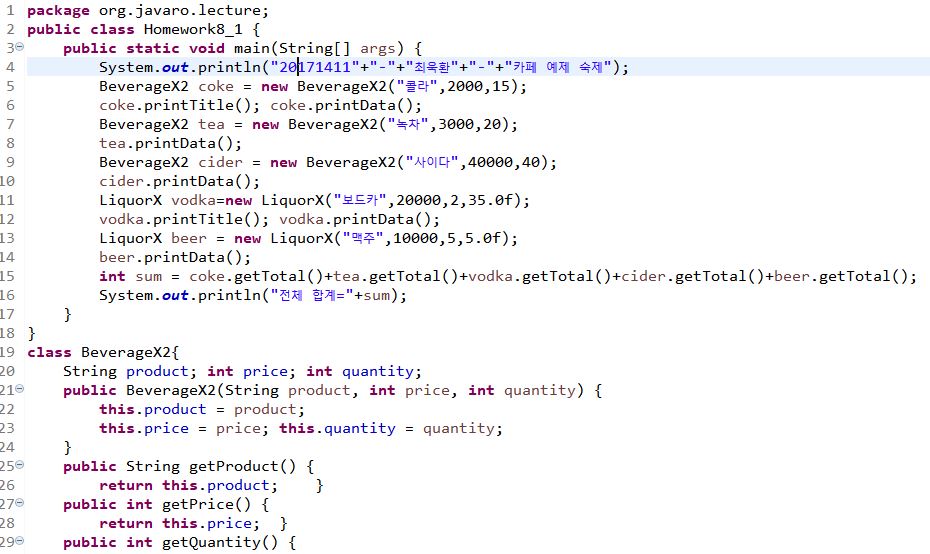 1 package org.javaro.lecture;
2 public class Homework8_1 {
3 public static void main(String[] args) {
4 System.out.println("20171411"+"-"+"최욱환"+"-"+"카페 예제 숙제");
5 BeverageX2 coke = new BeverageX2("콜라",2000,15);
6 coke.printTitle(); coke.printData();
7 BeverageX2 tea = new BeverageX2("녹차",3000,20);
8 tea.printData();
9 BeverageX2 cider = new BeverageX2("사이다",40000,40);
10 cider.printData();
11 LiquorX vodka=new LiquorX("보드카",20000,2,35.0f);
12 vodka.printTitle(); vodka.printData();
13 LiquorX beer = new LiquorX("맥주",10000,5,5.0f);
14 beer.printData();
15 int sum = coke.getTotal()+tea.getTotal()+vodka.getTotal()+cider.getTotal()+beer.getTotal();
16 System.out.println("전체 합계="+sum);
17 }
18 }
19 class BeverageX2{
20 String product; int price; int quantity;
21 public BeverageX2(String product, int price, int quantity) {
22 this.product = product;
23 this.price = price; this.quantity = quantity;
24 }
25 public String getProduct() {
26 return this.product; }
27 public int getPrice() {
28 return this.price; }
29 public int getQuantity() {